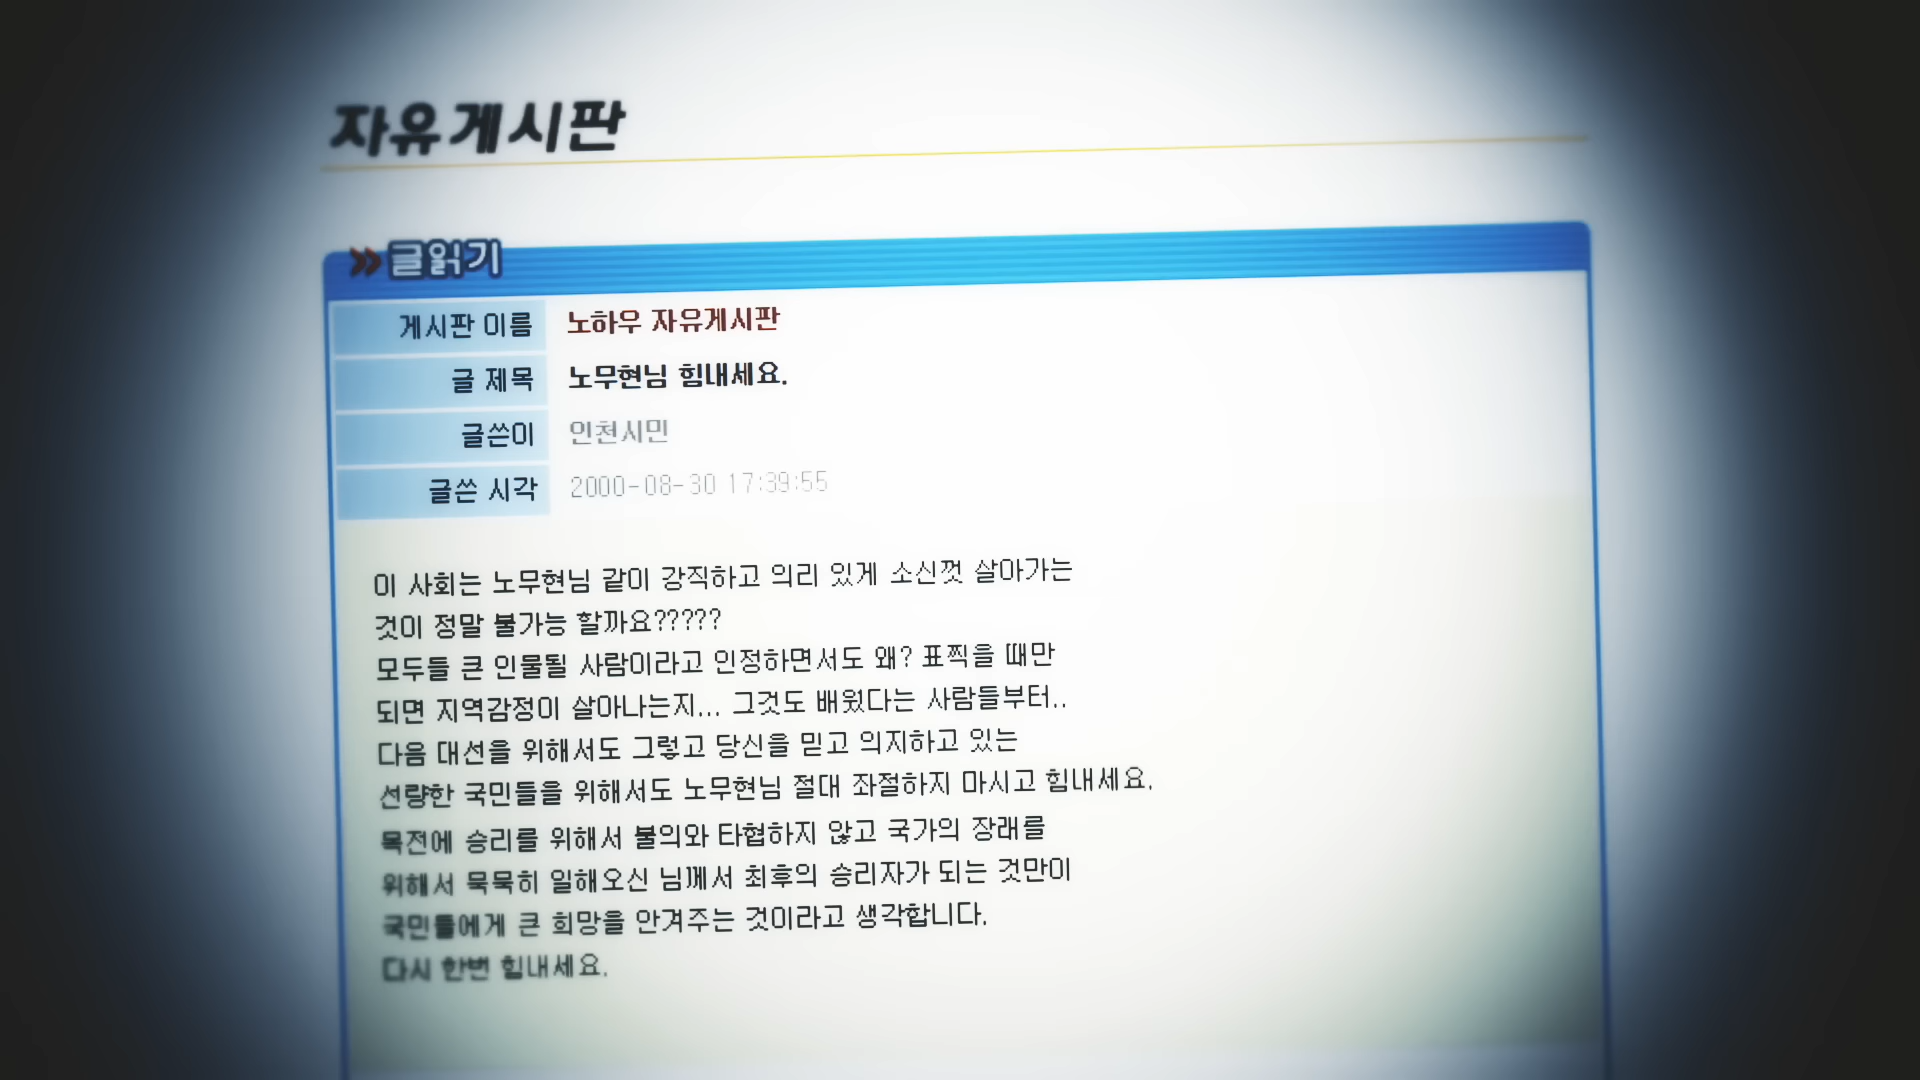 자유게시판
» 글읽기
게시판 이름 노하우 자유게시판
글 제목 노무현님 힘내세요.
글쓴이 인천시민
글쓴 시각 2000-08-30 17:39:55
이 사회는 노무현님 같이 강직하고 의리 있게 소신껏 살아가는
것이 정말 불가능 할까요?????
모두들 큰 인물될 사람이라고 인정하면서도 왜? 표찍을 때만
되면 지역감정이 살아나는지... 그것도 배웠다는 사람들부터..
다음 대선을 위해서도 그렇고 당신을 믿고 의지하고 있는
선량한 국민들을 위해서도 노무현님 절대 좌절하지 마시고 힘내세요.
목전에 승리를 위해서 불의와 타협하지 않고 국가의 장래를
위해서 묵묵히 일해오신 님께서 최후의 승리자가 되는 것만이
국민들에게 큰 희망을 안겨주는 것이라고 생각합니다.
다시 한번 힘내세요.